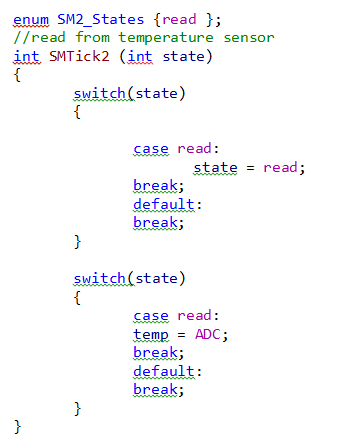 enum SM2_States {read };
//read from temperature sensor
int SMTick2 (int state)
{
switch(state)
{
case read:
state = read;
break;
default:
break;
}
switch(state)
{
case read:
temp = ADC;
break;
default:
break;
}
}